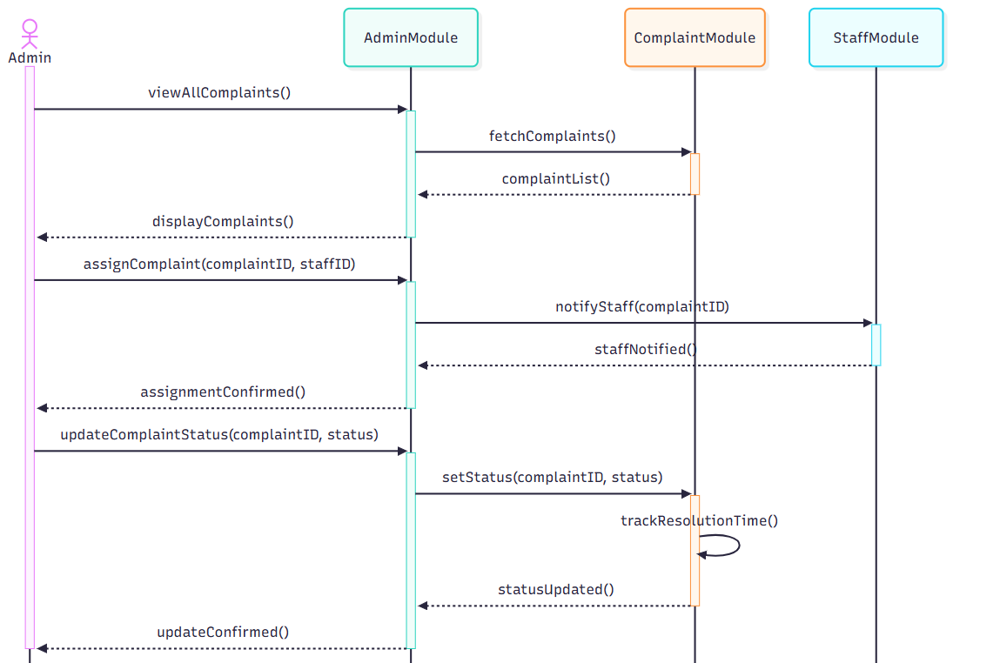 Admin
AdminModule
ComplaintModule
StaffModule
viewAllComplaints()
fetchComplaints()
complaintList()
displayComplaints()
assignComplaint(complaintID, staffID)
notifyStaff(complaintID)
staffNotified()
assignmentConfirmed()
updateComplaintStatus(complaintID, status)
setStatus(complaintID, status)
trackResolutionTime()
statusUpdated()
updateConfirmed()